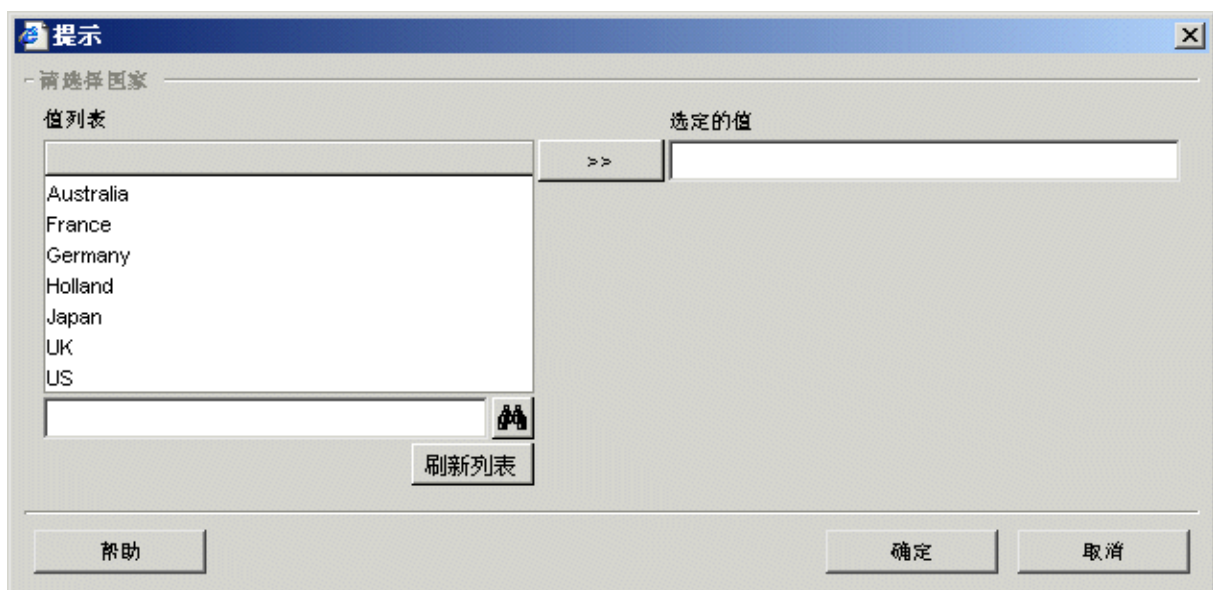 提示
请选择国家
值列表
选定的值
>>
Australia
France
Germany
Holland
Japan
UK
US
刷新列表
帮助
确定
取消